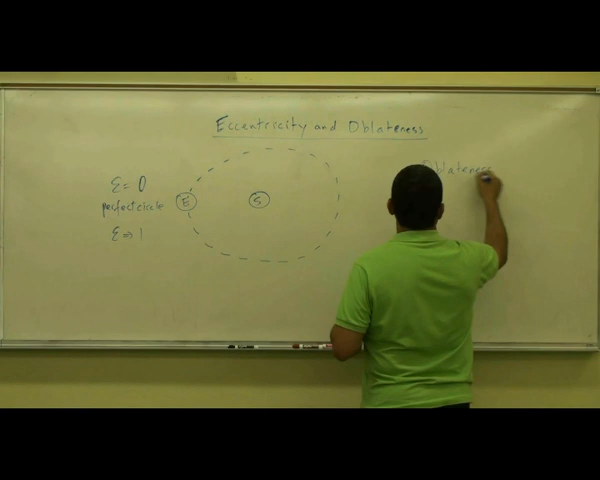 Eccentricity and Oblateness
Oblateness
ε = 0
perfect circle
E
S
ε ⇒ 1